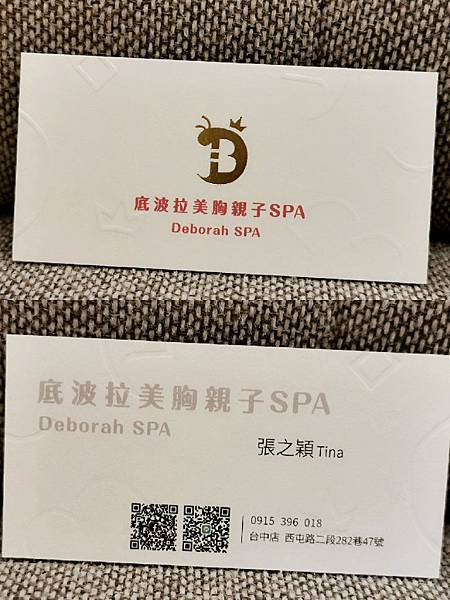 B
底波拉美胸親子SPA
Deborah SPA
底波拉美胸親子SPA
Deborah SPA
張之穎 Tina
0915 396 018
台中店 西屯路二段282巷47號